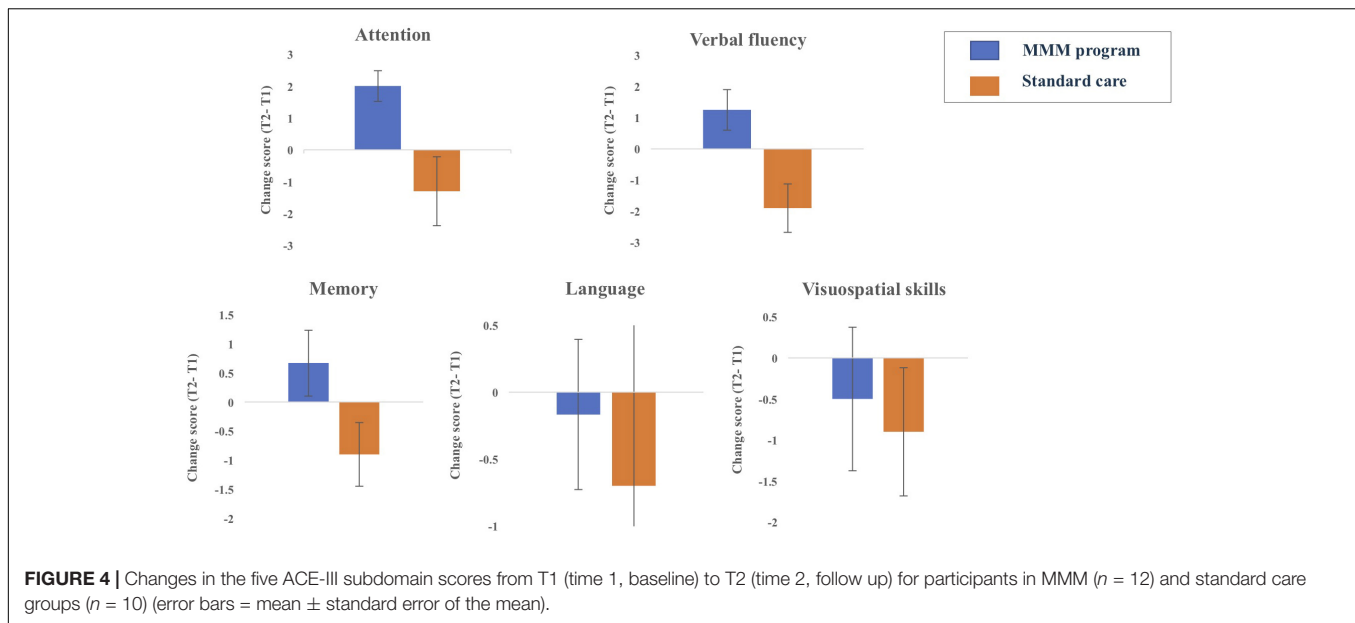 Attention
Change score (T2- T1)
3
2
1
0
-1
-2
-3
Verbal fluency
Change score (T2- T1)
3
2
1
0
-1
-2
-3
MMM program
Standard care
Memory
Change score (T2- T1)
1.5
1
0.5
0
-0.5
-1
-1.5
-2
Language
Change score (T2- T1)
0.5
0
-0.5
-1
Visuospatial skills
Change score (T2- T1)
0.5
0
-0.5
-1
-1.5
-2
FIGURE 4 | Changes in the five ACE-III subdomain scores from T1 (time 1, baseline) to T2 (time 2, follow up) for participants in MMM (n = 12) and standard care
groups (n = 10) (error bars = mean ± standard error of the mean).